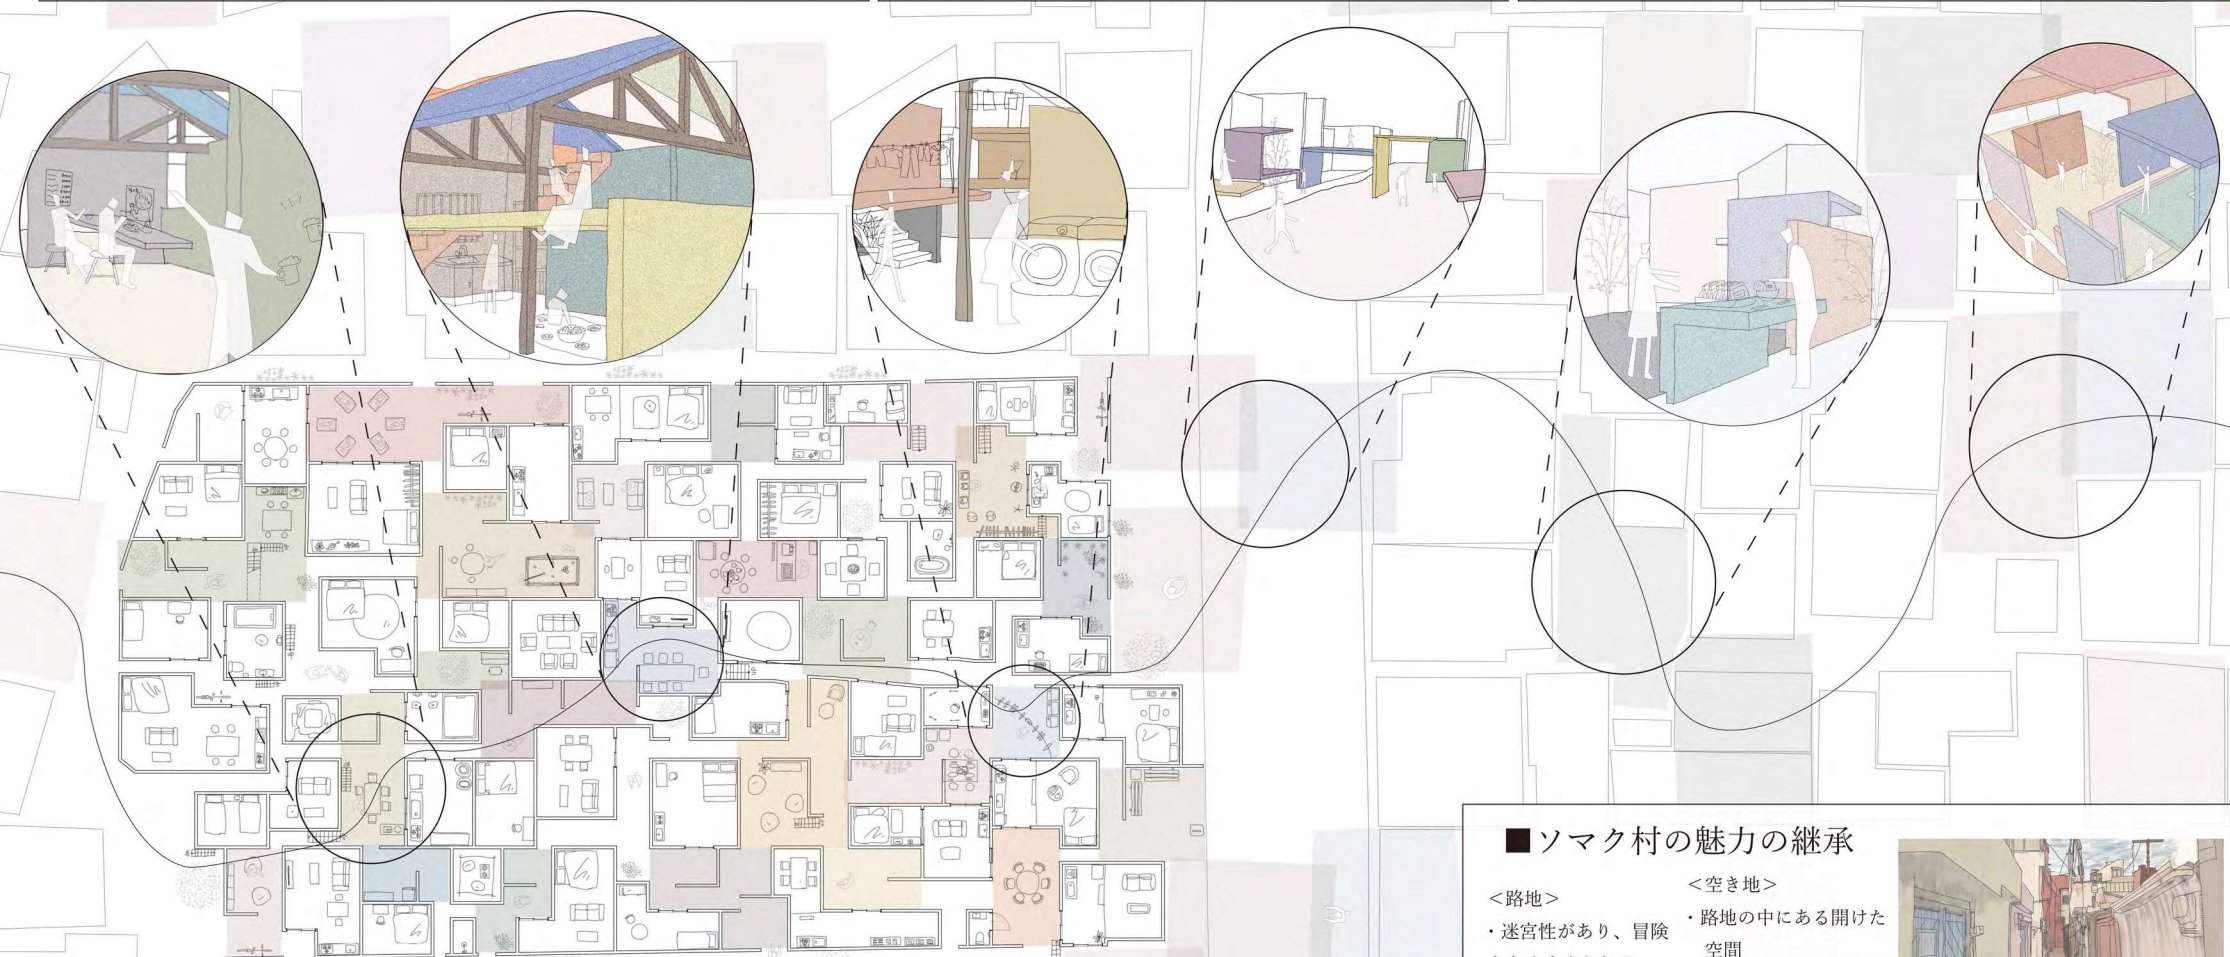 ■ソマク村の魅力の継承
＜路地＞
・迷宮性があり、冒険
＜空き地＞
・路地の中にある開けた
空間